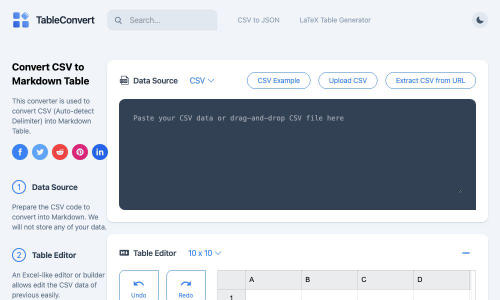 TableConvert
Search...
CSV to JSON
LaTeX Table Generator
Convert CSV to
Markdown Table
This converter is used to
convert CSV (Auto-detect
Delimiter) into Markdown
Table.
1 Data Source
Prepare the CSV code to
convert into Markdown. We
will not store any of your data.
2 Table Editor
An Excel-like editor or builder
allows edit the CSV data of
previous easily.
Data Source CSV
CSV Example
Upload CSV
Extract CSV from URL
Paste your CSV data or drag-and-drop CSV file here
Table Editor 10 x 10
Undo
Redo
A B C D
1